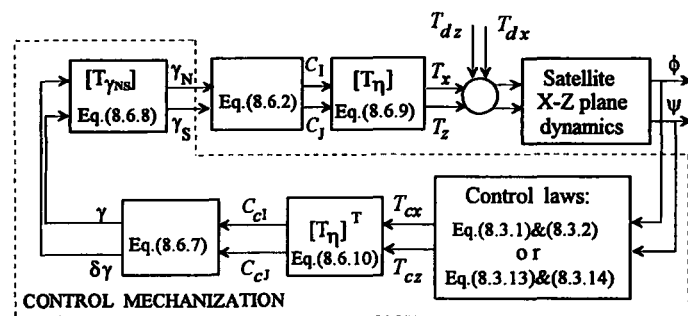 T_dz T_dx
[T_γNS]
Eq.(8.6.8)
γ_N
γ_S
Eq.(8.6.2)
C_I
C_J
[T_η]
Eq.(8.6.9)
T_x
T_z
Satellite
X-Z plane
dynamics
ϕ
Ψ
γ
δγ
Eq.(8.6.7)
C_cI
C_cJ
[T_η]^T
Eq.(8.6.10)
T_cx
T_cz
Control laws:
Eq.(8.3.1)&(8.3.2)
or
Eq.(8.3.13)&(8.3.14)
CONTROL MECHANIZATION